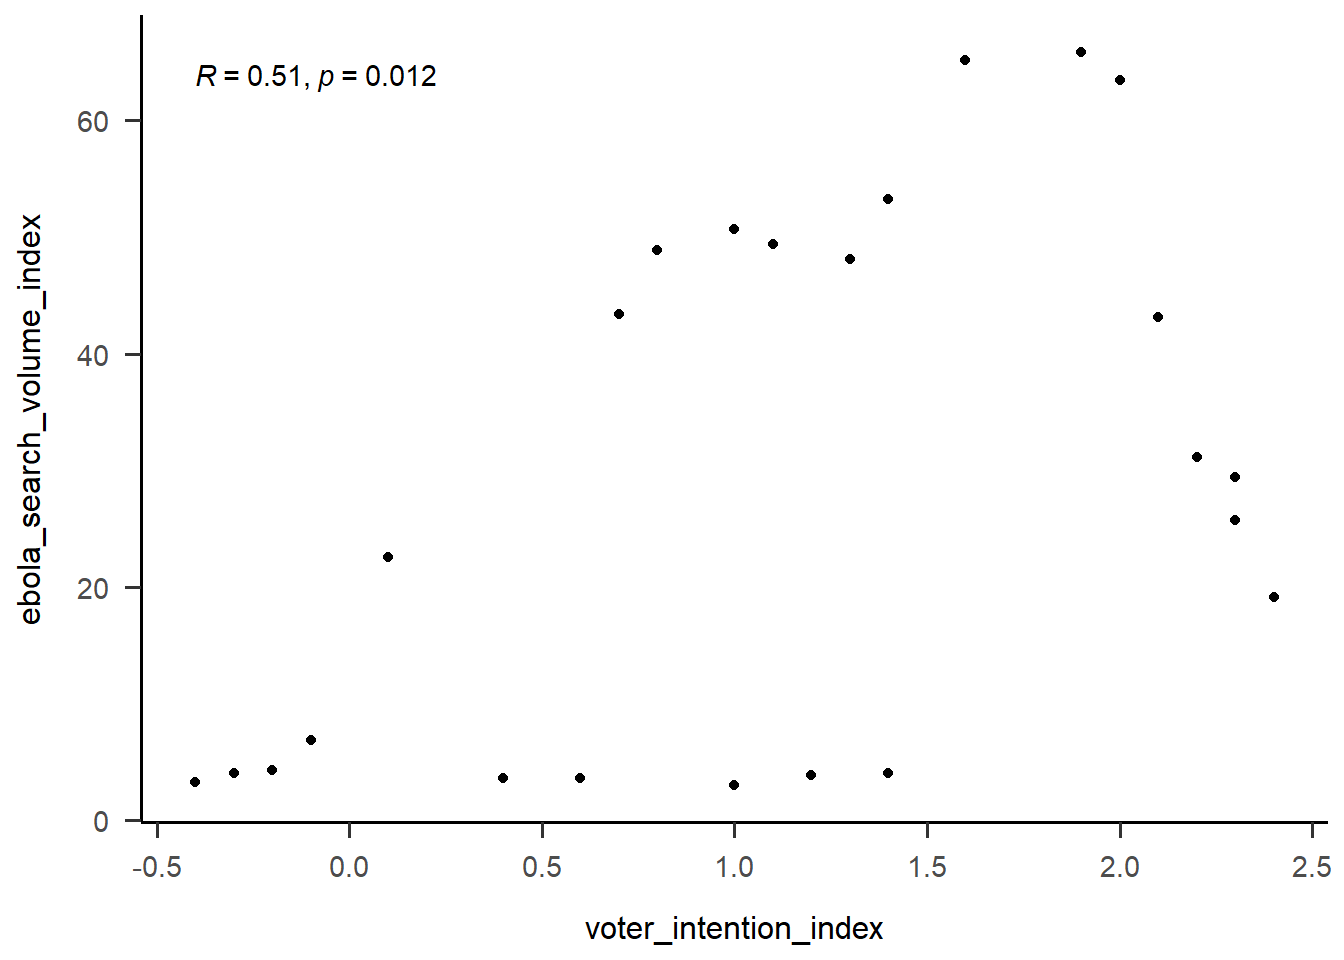 R = 0.51, p = 0.012
60
40
20
0
ebola_search_volume_index
-0.5 0.0 0.5 1.0 1.5 2.0 2.5
voter_intention_index